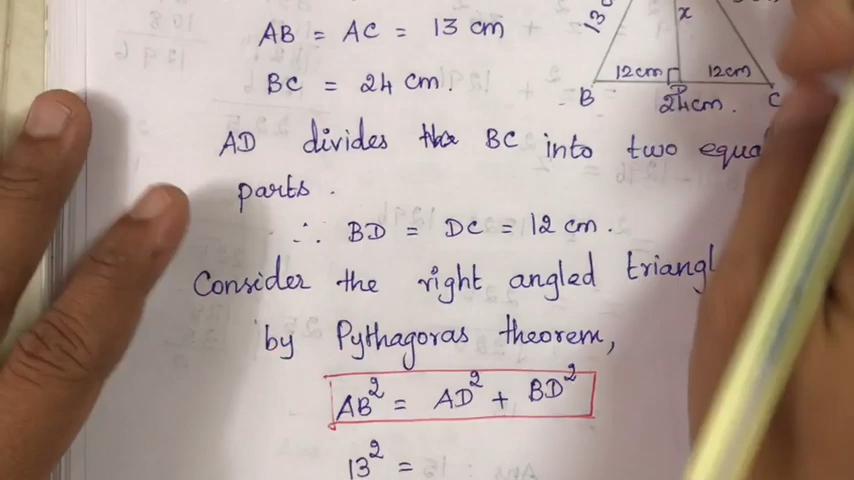 AB = AC = 13 cm
BC = 24 cm.
13
x
12cm 12cm
B D C
24cm.
AD divides the BC into two equa
parts.
∴ BD = DC = 12 cm.
Consider the right angled triangl
by Pythagoras theorem,
AB² = AD² + BD²
13² =